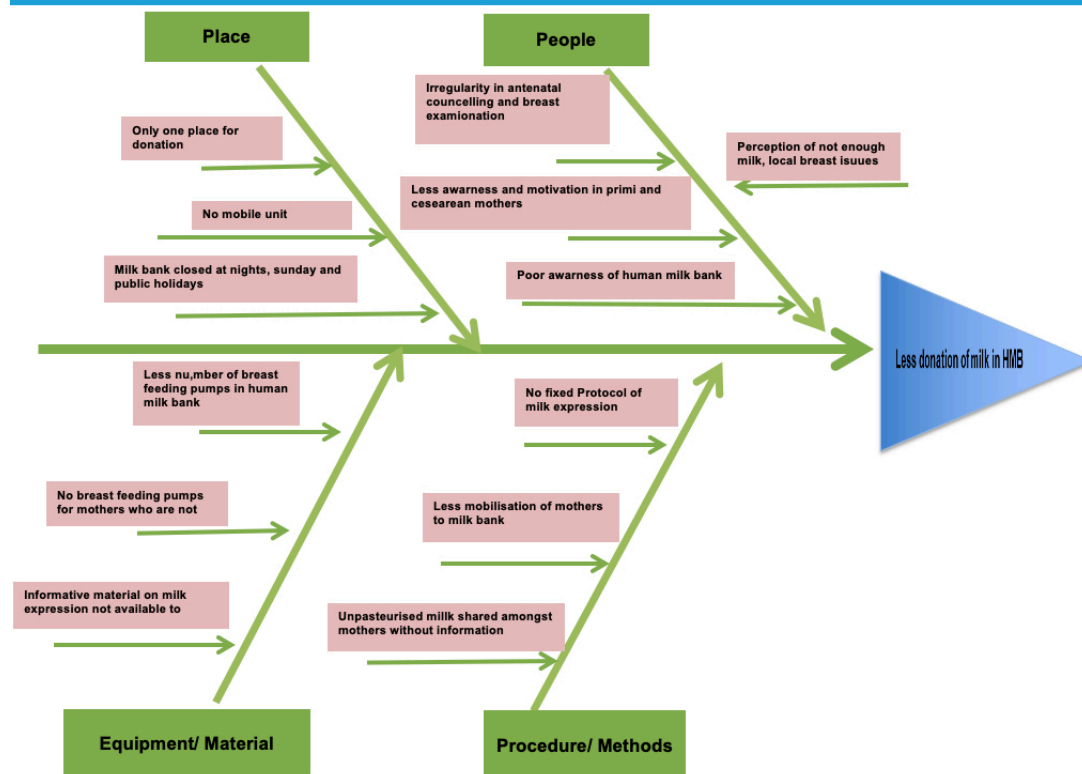 Place
People
Irregularity in antenatal
councelling and breast
examionation
Only one place for
donation
Perception of not enough
milk, local breast isuues
Less awarness and motivation in primi and
cesearean mothers
No mobile unit
Milk bank closed at nights, sunday and
public holidays
Poor awarness of human milk bank
Less donation of milk in HMB
Less nu,mber of breast
feeding pumps in human
milk bank
No fixed Protocol of
milk expression
No breast feeding pumps
for mothers who are not
Less mobilisation of mothers
to milk bank
Informative material on milk
expression not available to
Unpasteurised millk shared amongst
mothers without information
Equipment/ Material
Procedure/ Methods